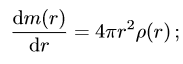 dm(r)/dr = 4πr²ρ(r) ;